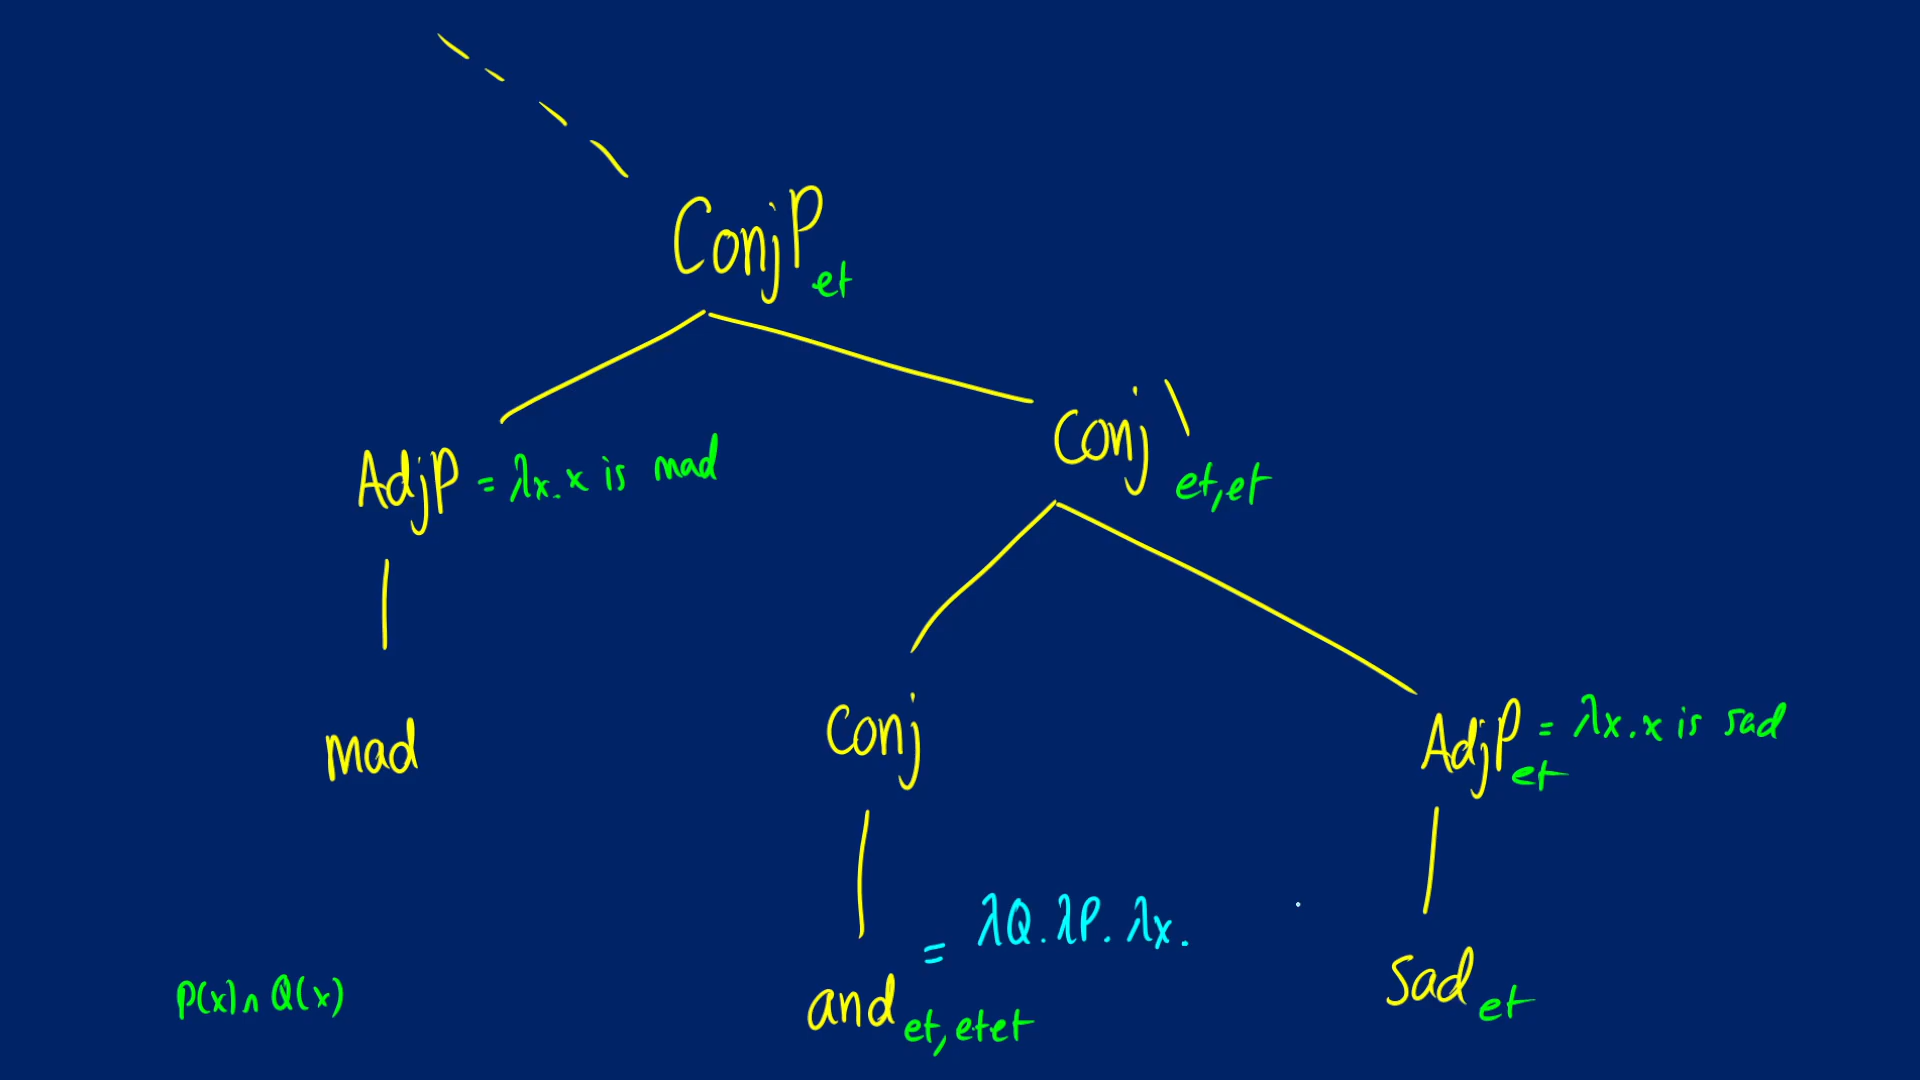 ConjP et
AdjP = λx. x is mad
Conj \ et,et
mad
Conj
AdjP et = λx. x is sad
= λQ. λP. λx.
P(x) ∩ Q(x)
and et, etet
sad et